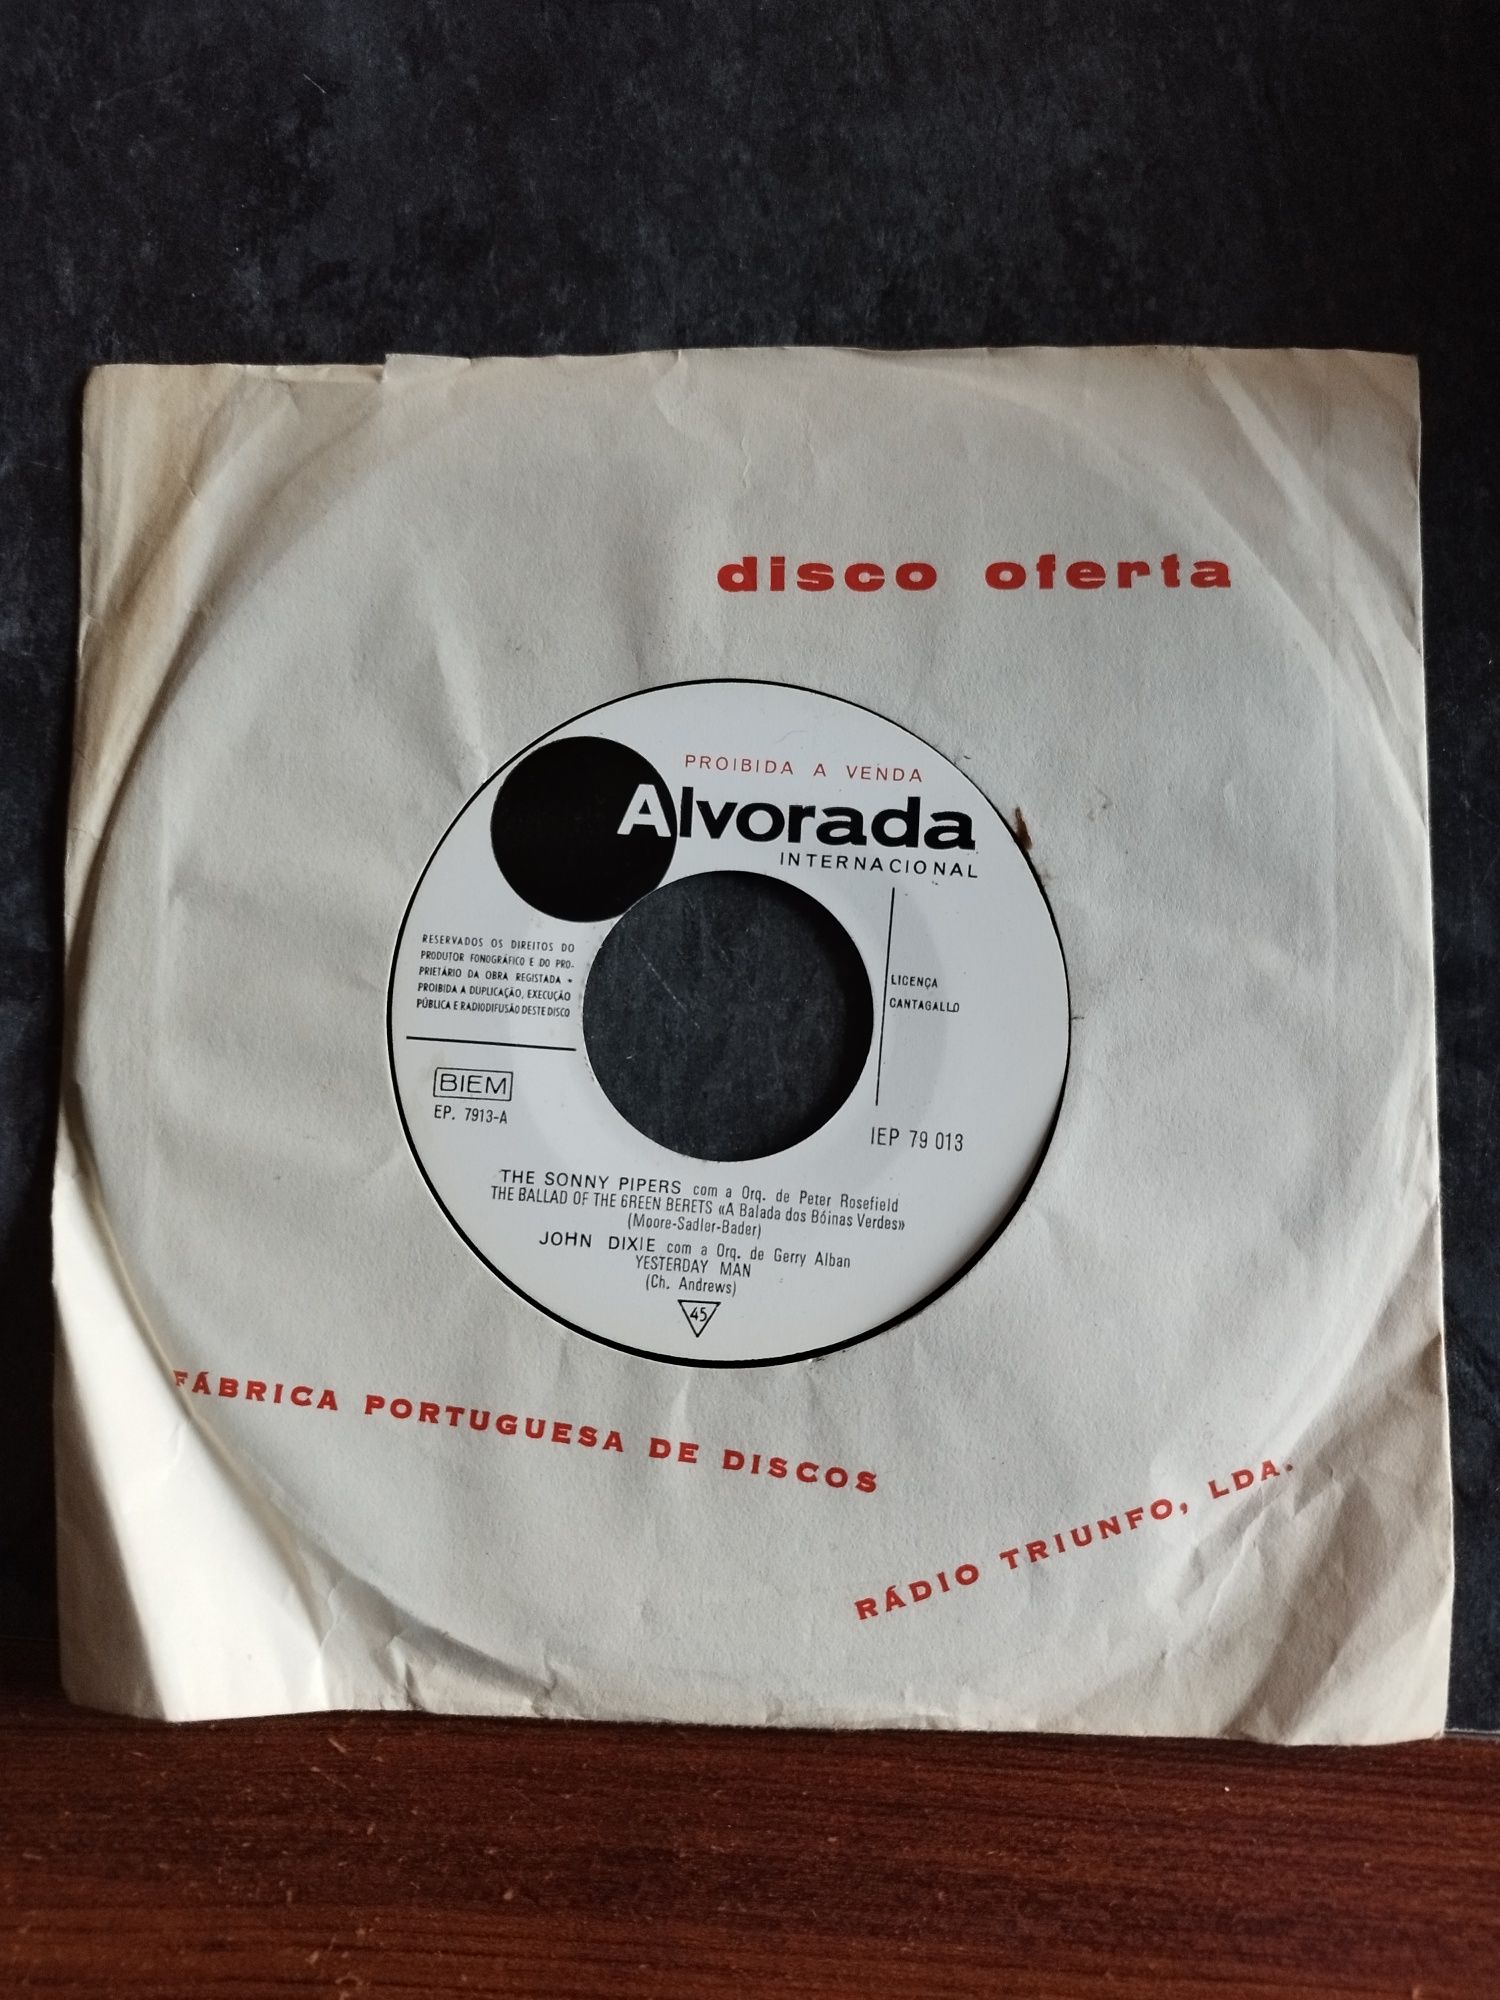 disco oferta
PROIBIDA A VENDA
Alvorada
INTERNACIONAL
RESERVADOS OS DIREITOS DO
PRODUTOR FONOGRÁFICO E DO PRO-
PRIETÁRIO DA OBRA REGISTADA •
PROIBIDA A DUPLICAÇÃO, EXECUÇÃO
PÚBLICA E RADIODIFUSÃO DESTE DISCO
LICENÇA
CANTAGALLO
BIEM
EP. 7913-A
IEP 79 013
THE SONNY PIPERS com a Orq. de Peter Rosefield
THE BALLAD OF THE GREEN BERETS «A Balada dos Bóinas Verdes»
(Moore-Sadler-Bader)
JOHN DIXIE com a Orq. de Gerry Alban
YESTERDAY MAN
(Ch. Andrews)
45
FÁBRICA PORTUGUESA DE DISCOS
RÁDIO TRIUNFO, LDA.